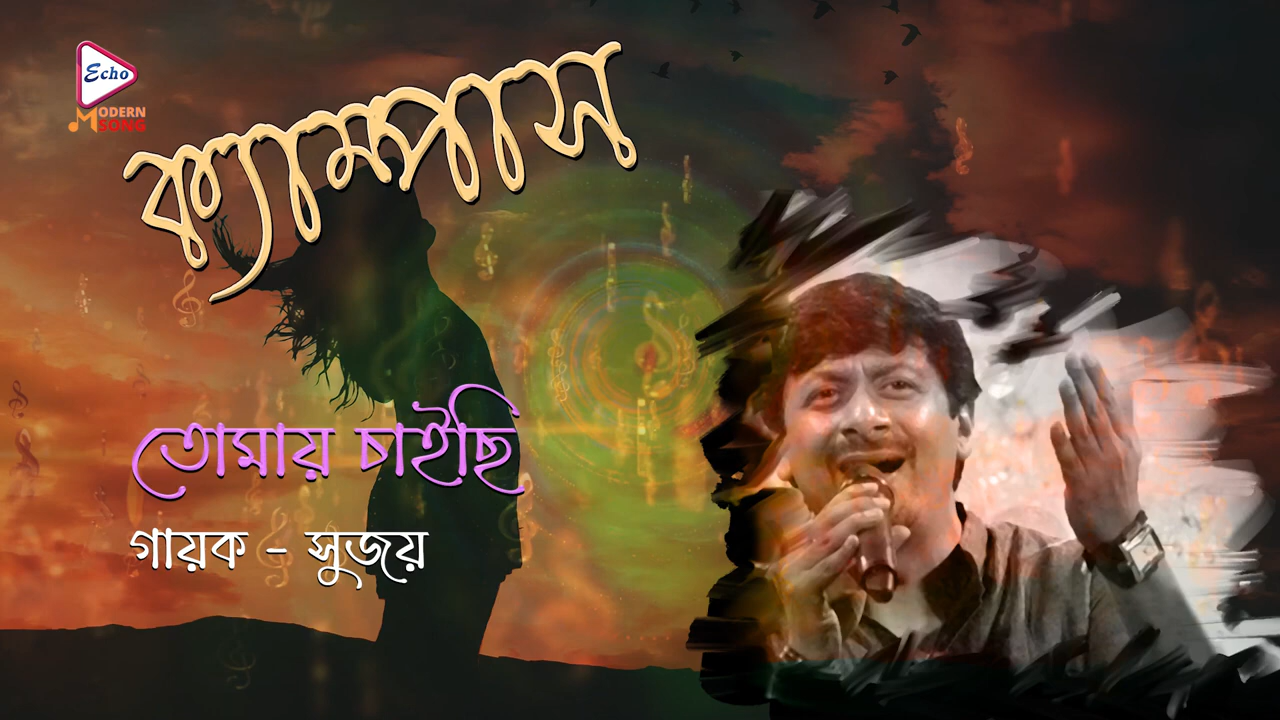 Echo
MODERN
SONG
ক্যাম্পাস
তোমায় চাইছি
গায়ক - সুজয়